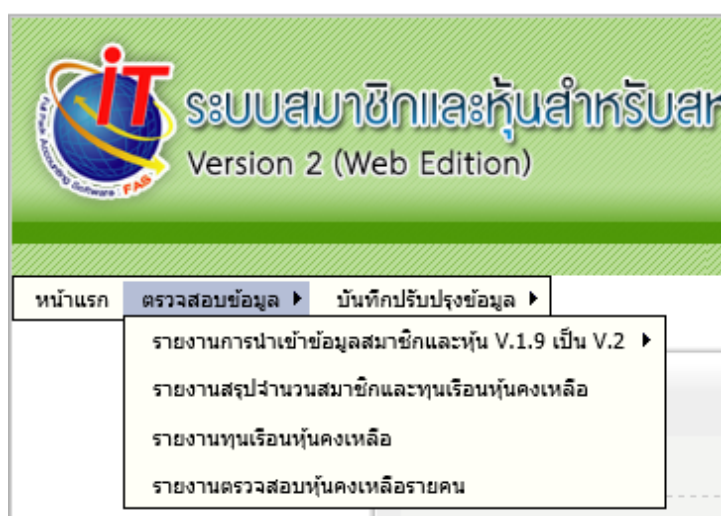 iT
Full mode Accounting Software : FAS
ระบบสมาชิกและหุ้นสำหรับสห
Version 2 (Web Edition)
หน้าแรก ตรวจสอบข้อมูล บันทึกปรับปรุงข้อมูล
รายงานการนำเข้าข้อมูลสมาชิกและหุ้น V.1.9 เป็น V.2
รายงานสรุปจำนวนสมาชิกและทุนเรือนหุ้นคงเหลือ
รายงานทุนเรือนหุ้นคงเหลือ
รายงานตรวจสอบหุ้นคงเหลือรายคน